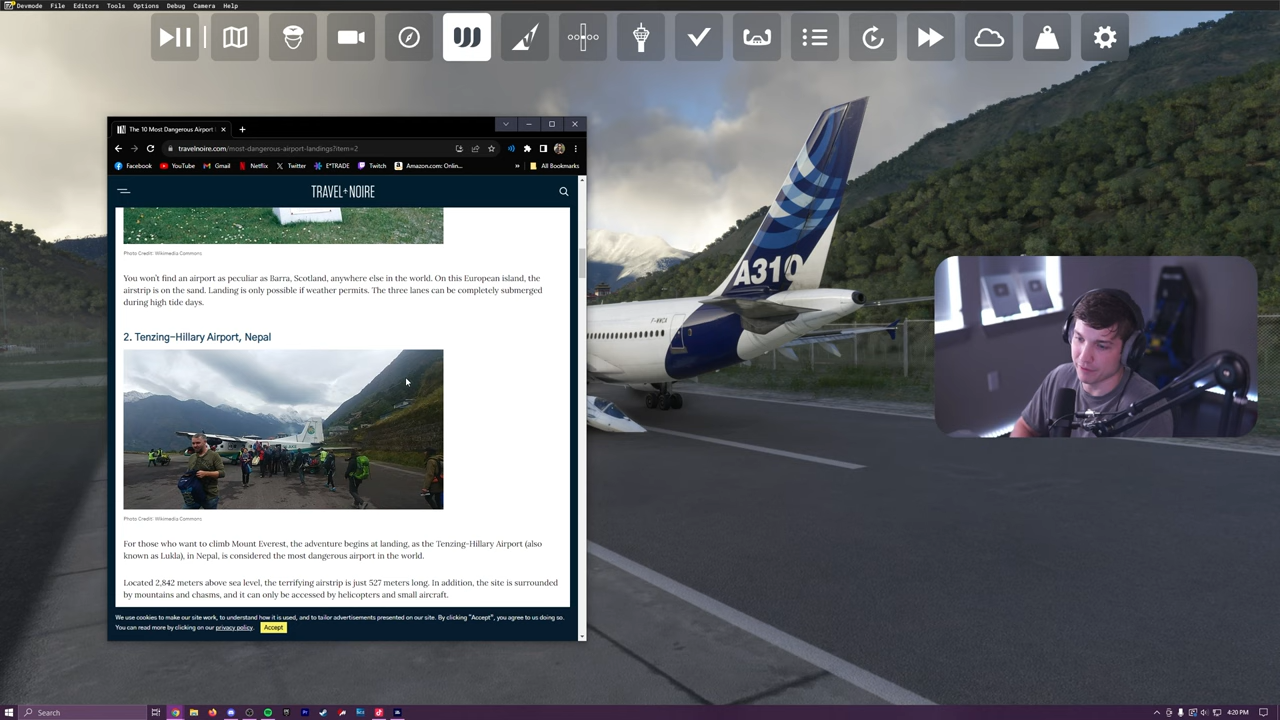 Devmode File Editors Tools Options Debug Camera Help
The 10 Most Dangerous Airport
travelnoire.com/most-dangerous-airport-landings?item=2
Facebook YouTube Gmail Netflix Twitter E*TRADE Twitch Amazon.com: Onlin... » All Bookmarks
TRAVEL+NOIRE
Photo Credit: Wikimedia Commons
You won't find an airport as peculiar as Barra, Scotland, anywhere else in the world. On this European island, the
airstrip is on the sand. Landing is only possible if weather permits. The three lanes can be completely submerged
during high tide days.
2. Tenzing-Hillary Airport, Nepal
Photo Credit: Wikimedia Commons
For those who want to climb Mount Everest, the adventure begins at landing, as the Tenzing-Hillary Airport (also
known as Lukla), in Nepal, is considered the most dangerous airport in the world.
Located 2,842 meters above sea level, the terrifying airstrip is just 527 meters long. In addition, the site is surrounded
by mountains and chasms, and it can only be accessed by helicopters and small aircraft.
We use cookies to make our site work, to understand how it is used, and to tailor advertisements presented on our site. By clicking "Accept", you agree to us doing so.
You can read more by clicking on our privacy policy. Accept
A310
F-WWCA
Search
4:20 PM